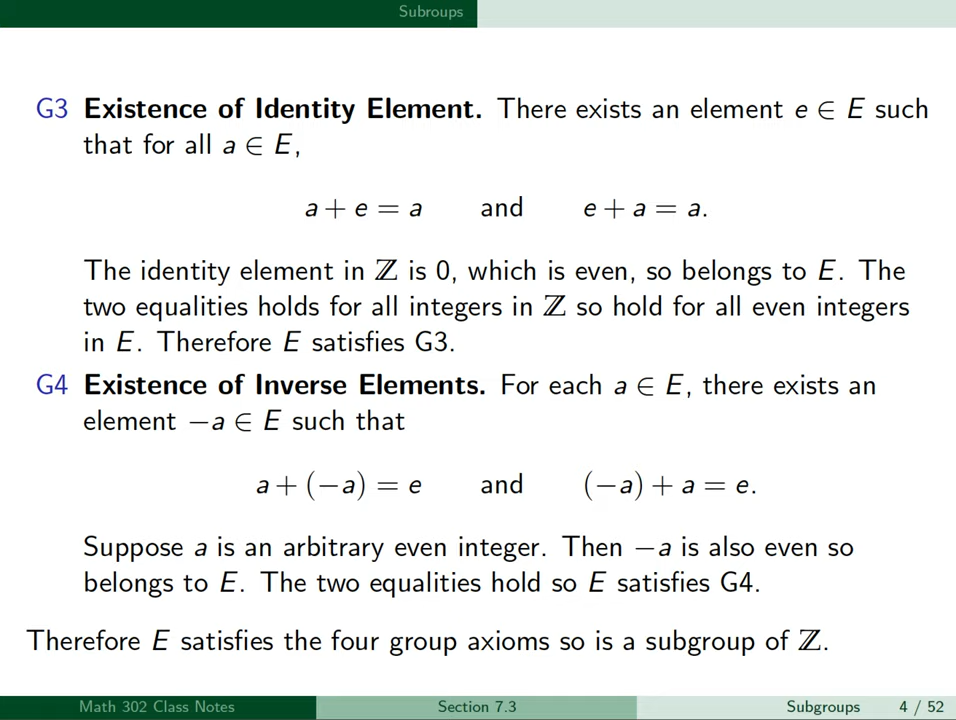 Subroups
G3 Existence of Identity Element. There exists an element e ∈ E such
that for all a ∈ E,
a + e = a and e + a = a.
The identity element in ℤ is 0, which is even, so belongs to E. The
two equalities holds for all integers in ℤ so hold for all even integers
in E. Therefore E satisfies G3.
G4 Existence of Inverse Elements. For each a ∈ E, there exists an
element −a ∈ E such that
a + (−a) = e and (−a) + a = e.
Suppose a is an arbitrary even integer. Then −a is also even so
belongs to E. The two equalities hold so E satisfies G4.
Therefore E satisfies the four group axioms so is a subgroup of ℤ.
Math 302 Class Notes Section 7.3 Subgroups 4 / 52